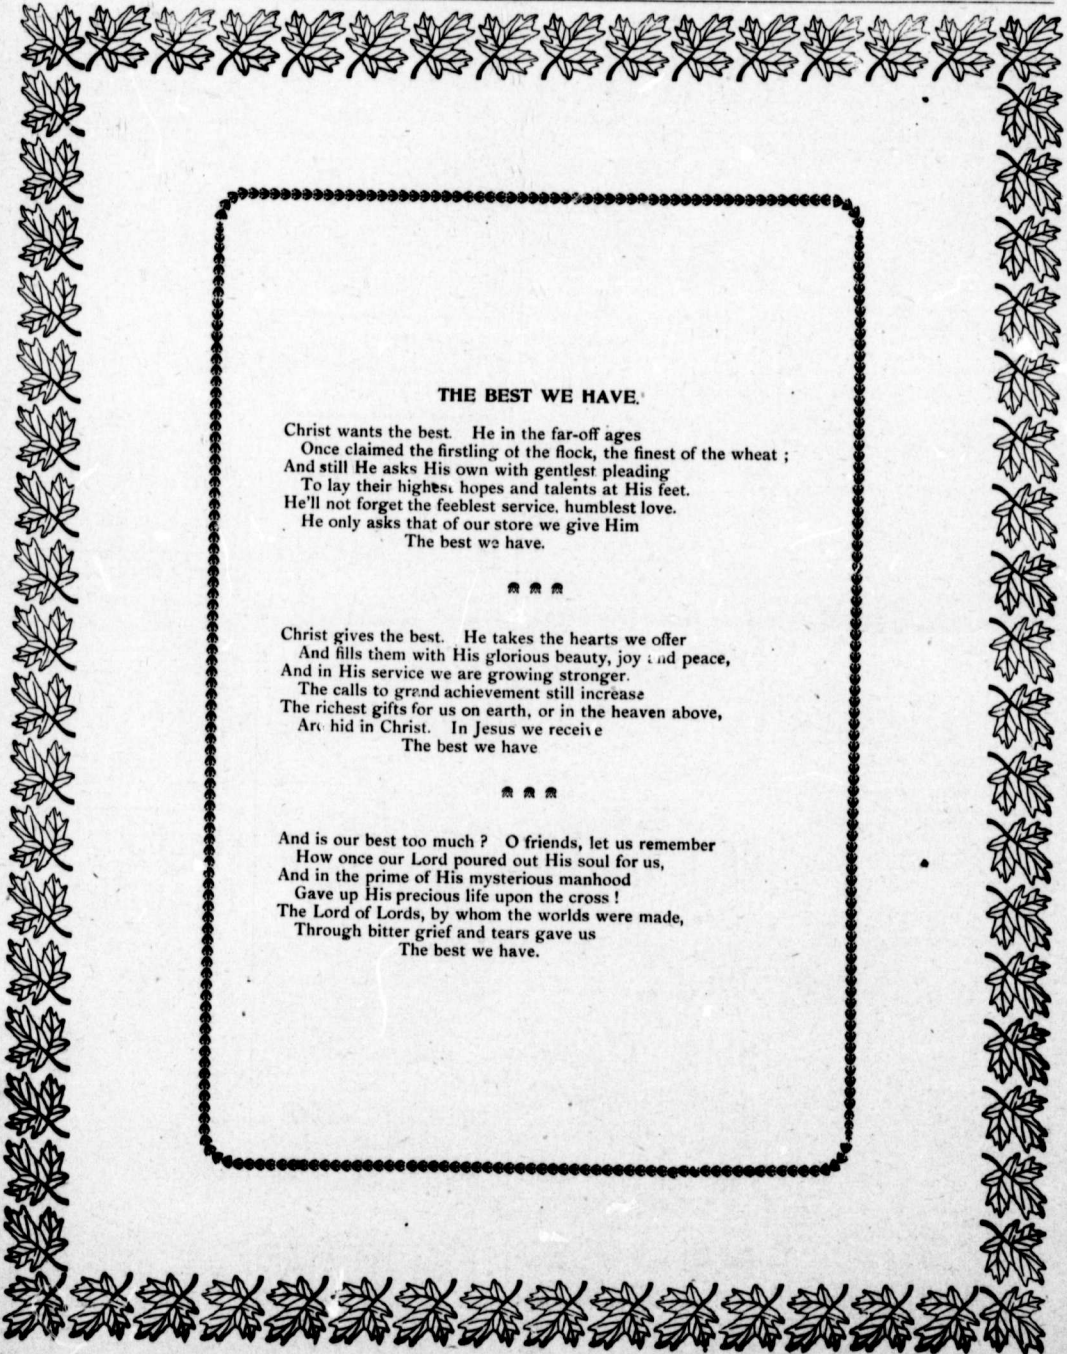 THE BEST WE HAVE.
Christ wants the best. He in the far-off ages
Once claimed the firstling ot the flock, the finest of the wheat ;
And still He asks His own with gentlest pleading
To lay their highest hopes and talents at His feet.
He'll not forget the feeblest service. humblest love.
He only asks that of our store we give Him
The best we have.
Christ gives the best. He takes the hearts we offer
And fills them with His glorious beauty, joy and peace,
And in His service we are growing stronger.
The calls to grand achievement still increase
The richest gifts for us on earth, or in the heaven above,
Are hid in Christ. In Jesus we receive
The best we have
And is our best too much ? O friends, let us remember
How once our Lord poured out His soul for us,
And in the prime of His mysterious manhood
Gave up His precious life upon the cross !
The Lord of Lords, by whom the worlds were made,
Through bitter grief and tears gave us
The best we have.